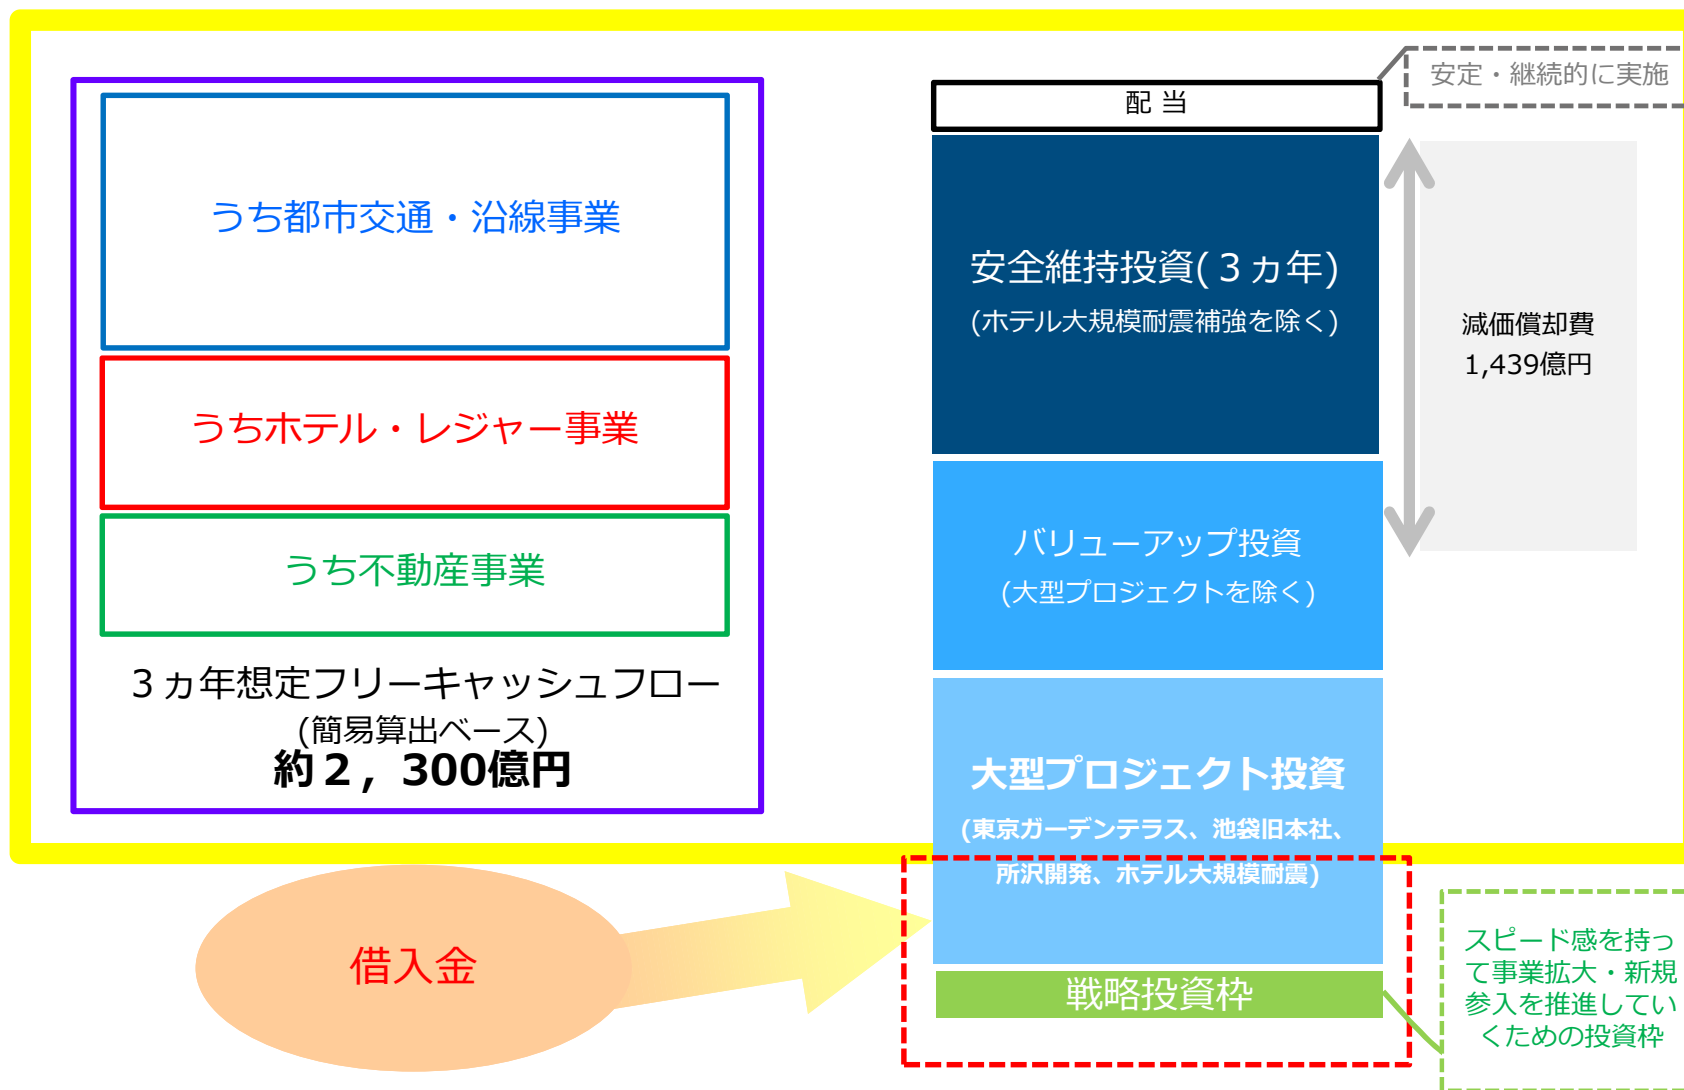 うち都市交通・沿線事業
うちホテル・レジャー事業
うち不動産事業
３ヵ年想定フリーキャッシュフロー
(簡易算出ベース)
約２，300億円
借入金
配 当
安全維持投資(３ヵ年)
(ホテル大規模耐震補強を除く)
バリューアップ投資
(大型プロジェクトを除く)
大型プロジェクト投資
(東京ガーデンテラス、池袋旧本社、
所沢開発、ホテル大規模耐震)
戦略投資枠
安定・継続的に実施
減価償却費
1,439億円
スピード感を持っ
て事業拡大・新規
参入を推進してい
くための投資枠